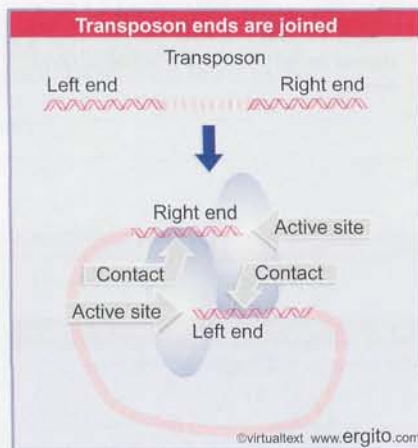 Transposon ends are joined
Transposon
Left end Right end
Right end
Active site
Contact Contact
Active site
Left end
©virtualtext www.ergito.com